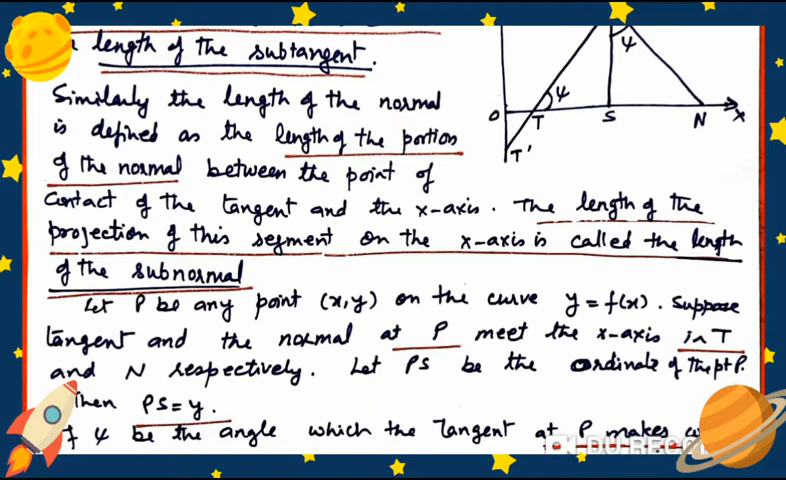 length of the subtangent.
Similarly the length of the normal
is defined as the length of the portion
of the normal between the point of
contact of the tangent and the x-axis. The length of the
projection of this segment on the x-axis is called the length
of the subnormal
Let P be any point (x,y) on the curve y = f(x). Suppose
tangent and the normal at P meet the x-axis in T
and N respectively. Let PS be the ordinate of the pt P.
Then PS = y.
ψ be the angle which the tangent at P makes
ψ
ψ
O T S N X
T'